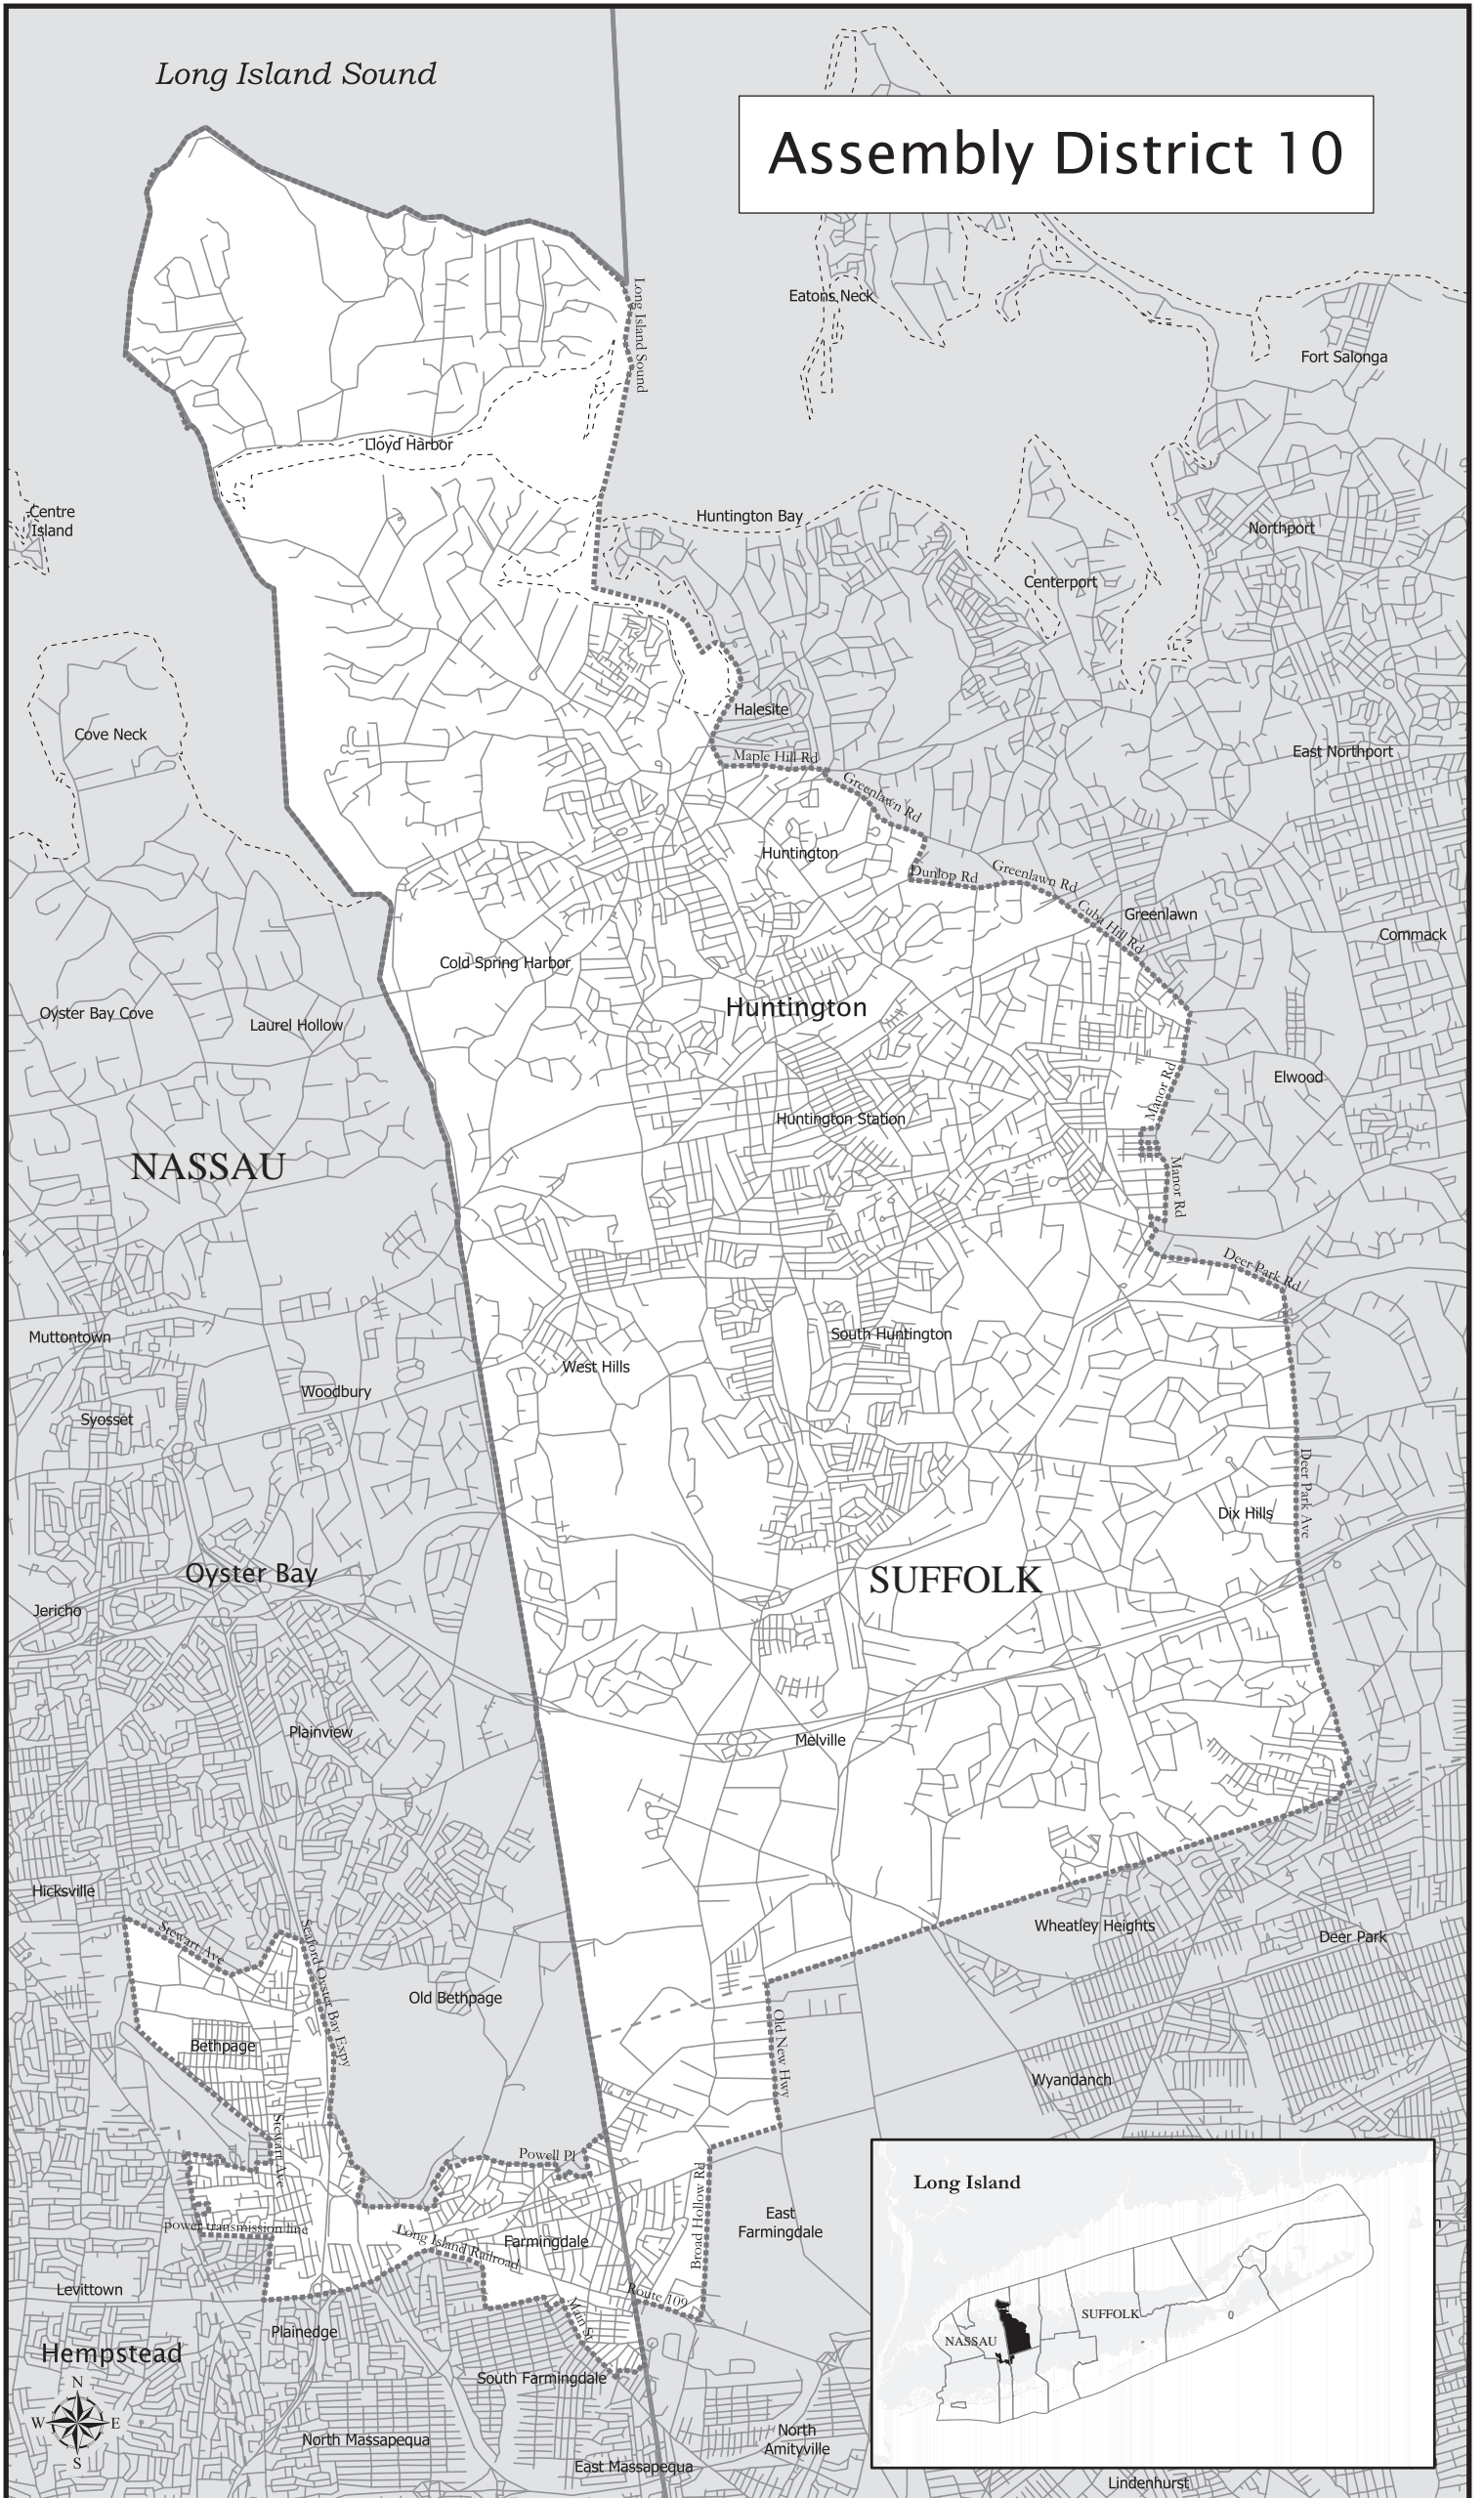 Long Island Sound
Assembly District 10
Long Island Sound
Eatons Neck
Fort Salonga
Lloyd Harbor
Centre
Island
Huntington Bay
Northport
Centerport
Cove Neck
Halesite
Maple Hill Rd
East Northport
Greenlawn Rd
Huntington
Dunlop Rd
Greenlawn Rd
Cuba Hill Rd
Greenlawn
Commack
Cold Spring Harbor
Huntington
Oyster Bay Cove
Laurel Hollow
Elwood
Manor Rd
Huntington Station
NASSAU
Manor Rd
Deer Park Rd
Muttontown
South Huntington
West Hills
Woodbury
Syosset
Deer Park Ave
Dix Hills
Oyster Bay
SUFFOLK
Jericho
Plainview
Melville
Hicksville
Stewart Ave
Seaford Oyster Bay Expy
Wheatley Heights
Deer Park
Old Bethpage
Old New Hwy
Bethpage
Wyandanch
Stewart Ave
Powell Pl
Long Island
Broad Hollow Rd
East
Farmingdale
power transmission line
Long Island Railroad
Farmingdale
Levittown
Route 109
Main St
SUFFOLK
0
NASSAU
Plainedge
Hempstead
South Farmingdale
N
W
E
S
North Massapequa
North
Amityville
East Massapequa
Lindenhurst